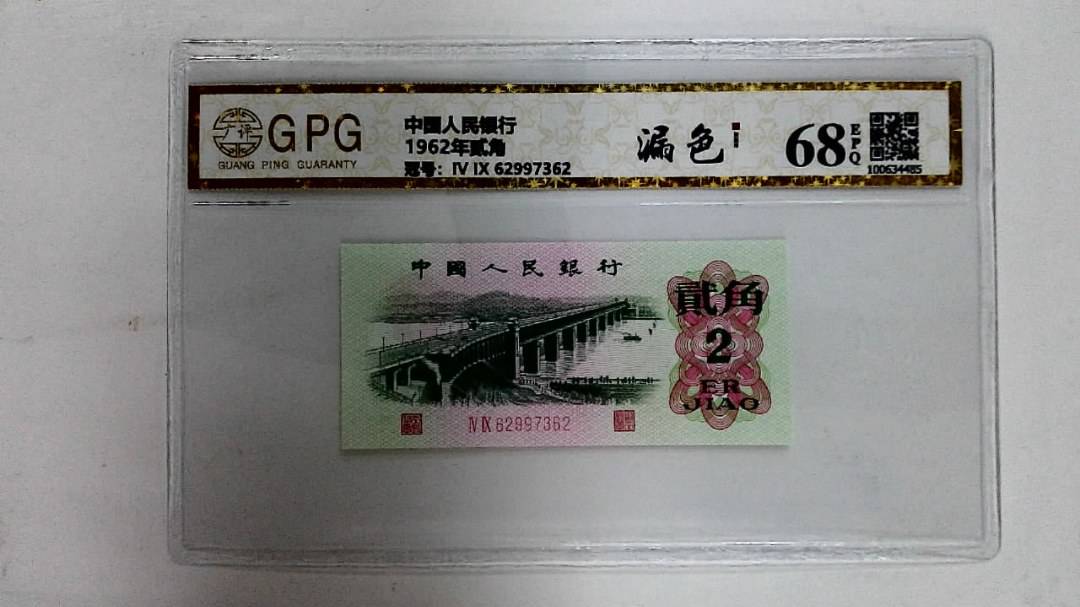 广评
GPG
GUANG PING GUARANTY
中國人民银行
1962年贰角
冠号: IV IX 62997362
漏色
68
EPQ
100634485
中國人民銀行
貳角
2
ER
JIAO
IV IX 62997362